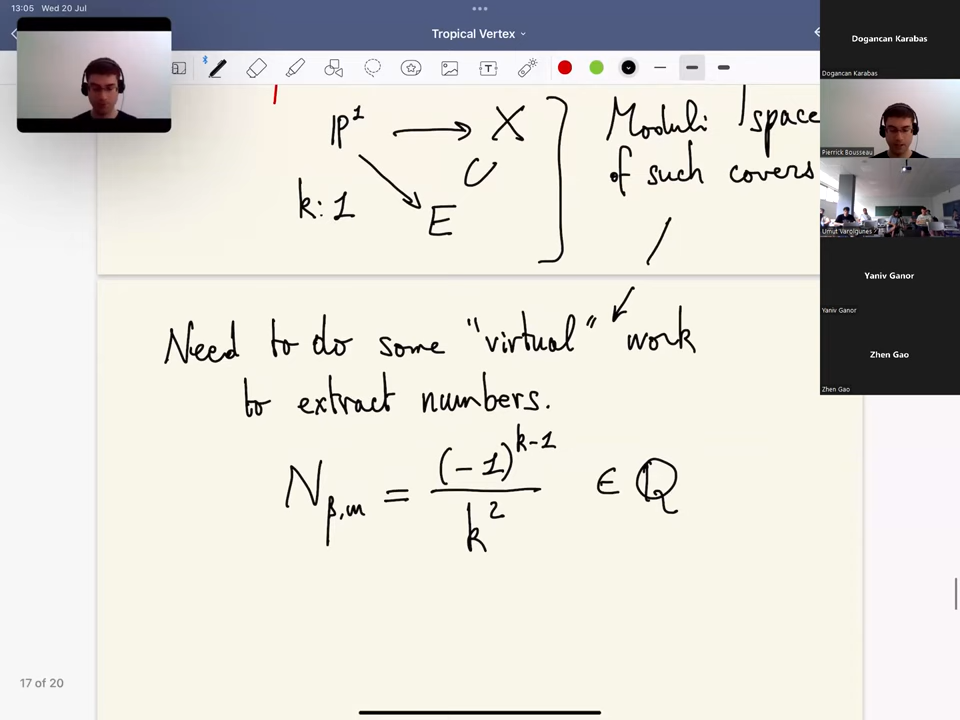 13:05 Wed 20 Jul
Tropical Vertex
Dogancan Karabas
Dogancan Karabas
Pierrick Bousseau
Umut Varolgunes
Yaniv Ganor
Yaniv Ganor
Zhen Gao
Zhen Gao
ℙ¹ → X
∪
k:1
E
Moduli space
of such covers
Need to do some "virtual" work
to extract numbers.
N_{β,m} = (-1)^{k-1} / k² ∈ ℚ
17 of 20